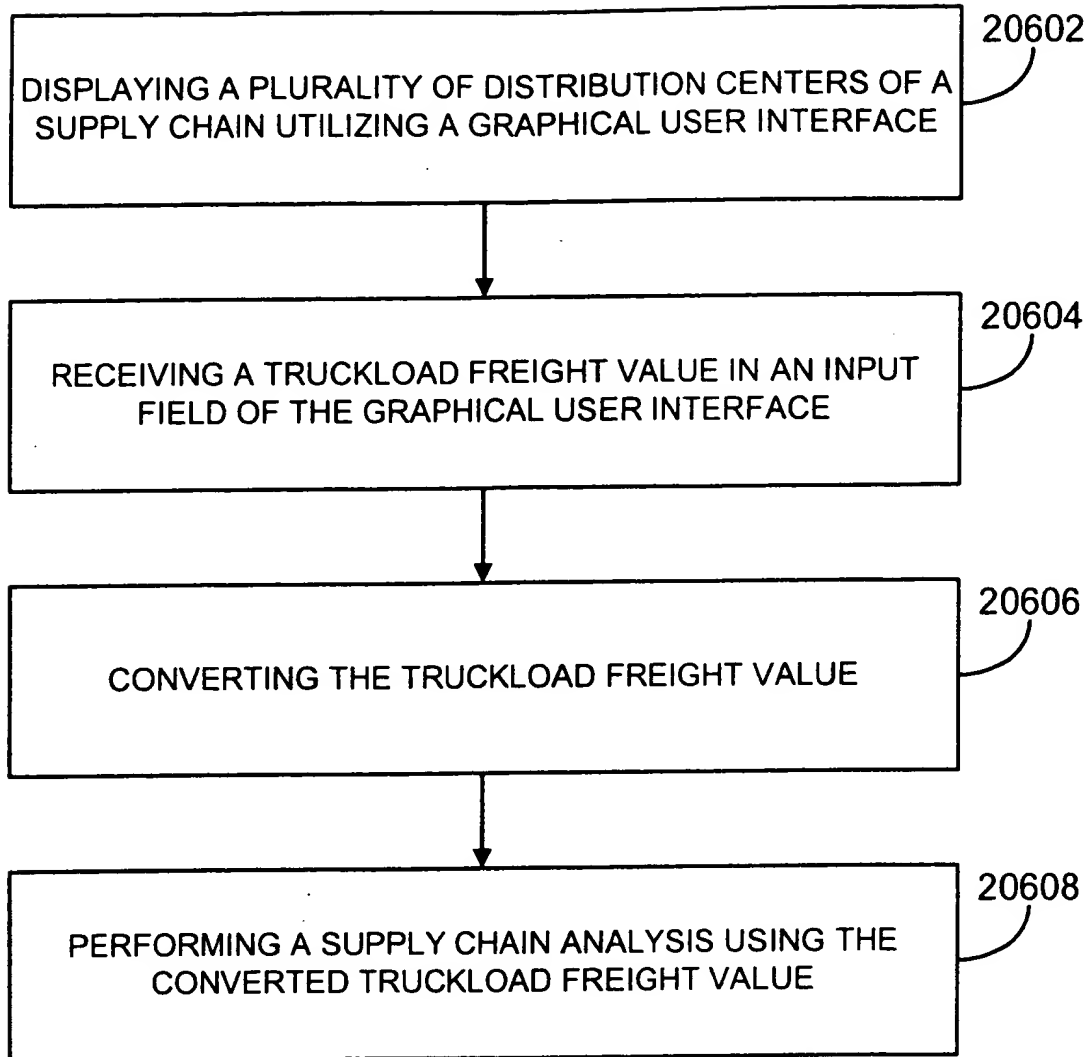 20602
DISPLAYING A PLURALITY OF DISTRIBUTION CENTERS OF A
SUPPLY CHAIN UTILIZING A GRAPHICAL USER INTERFACE
20604
RECEIVING A TRUCKLOAD FREIGHT VALUE IN AN INPUT
FIELD OF THE GRAPHICAL USER INTERFACE
20606
CONVERTING THE TRUCKLOAD FREIGHT VALUE
20608
PERFORMING A SUPPLY CHAIN ANALYSIS USING THE
CONVERTED TRUCKLOAD FREIGHT VALUE